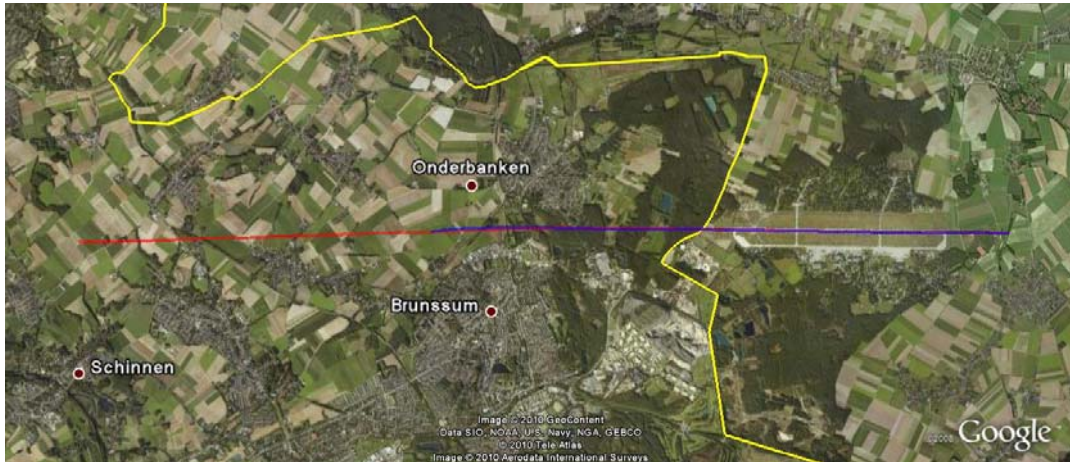 Onderbanken
Brunssum
Schinnen
Image © 2010 GeoContent
Data SIO, NOAA, U.S. Navy, NGA, GEBCO
© 2010 Tele Atlas
Image © 2010 Aerodata International Surveys
©2008 Google